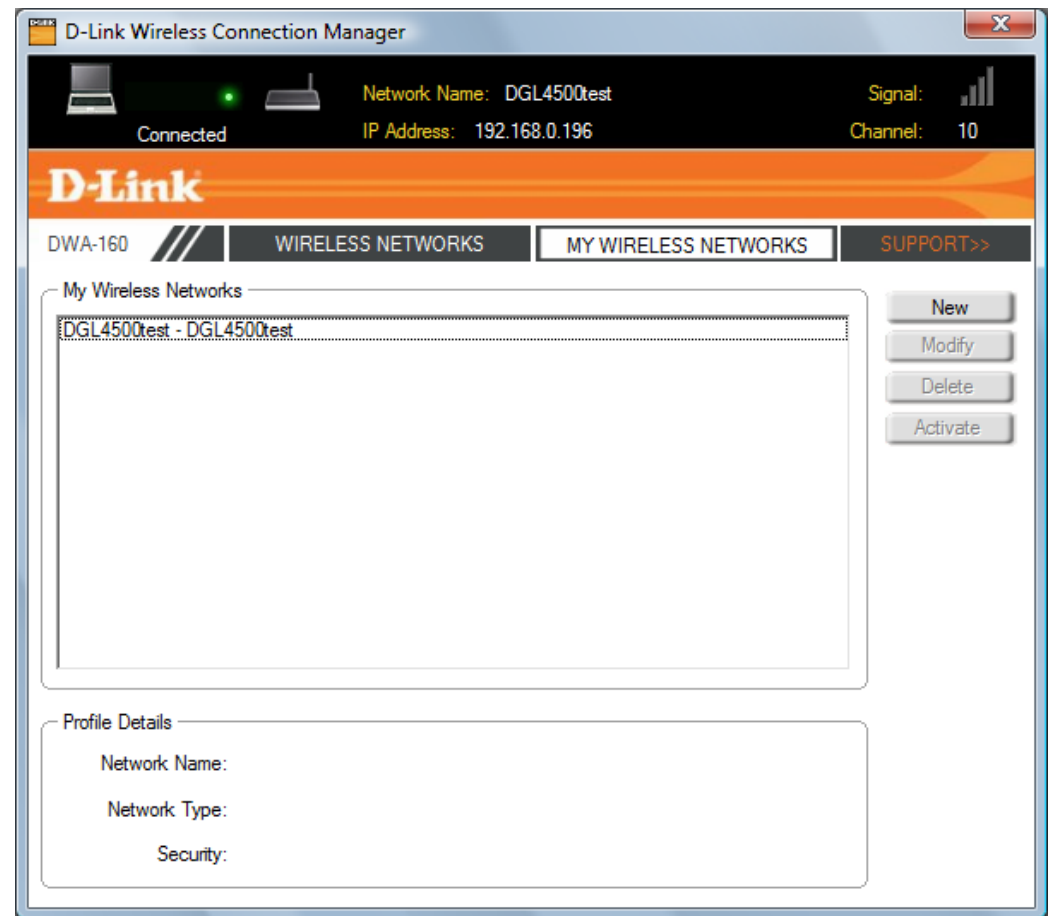 D-Link Wireless Connection Manager
Network Name: DGL4500test Signal:
Connected IP Address: 192.168.0.196 Channel: 10
D-Link
DWA-160 WIRELESS NETWORKS MY WIRELESS NETWORKS SUPPORT>>
My Wireless Networks
DGL4500test - DGL4500test
New
Modify
Delete
Activate
Profile Details
Network Name:
Network Type:
Security: